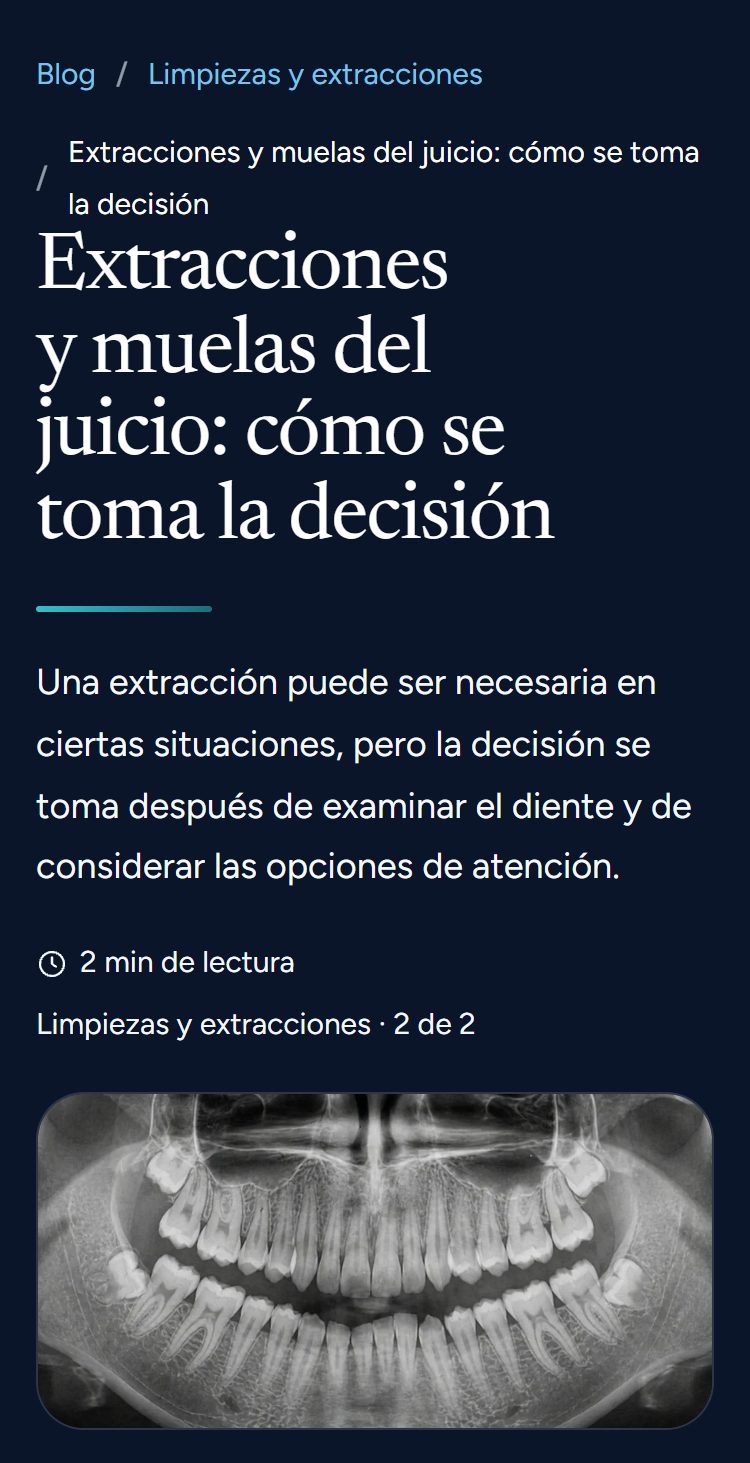 Blog / Limpiezas y extracciones
/ Extracciones y muelas del juicio: cómo se toma
la decisión
Extracciones
y muelas del
juicio: cómo se
toma la decisión
Una extracción puede ser necesaria en
ciertas situaciones, pero la decisión se
toma después de examinar el diente y de
considerar las opciones de atención.
2 min de lectura
Limpiezas y extracciones · 2 de 2